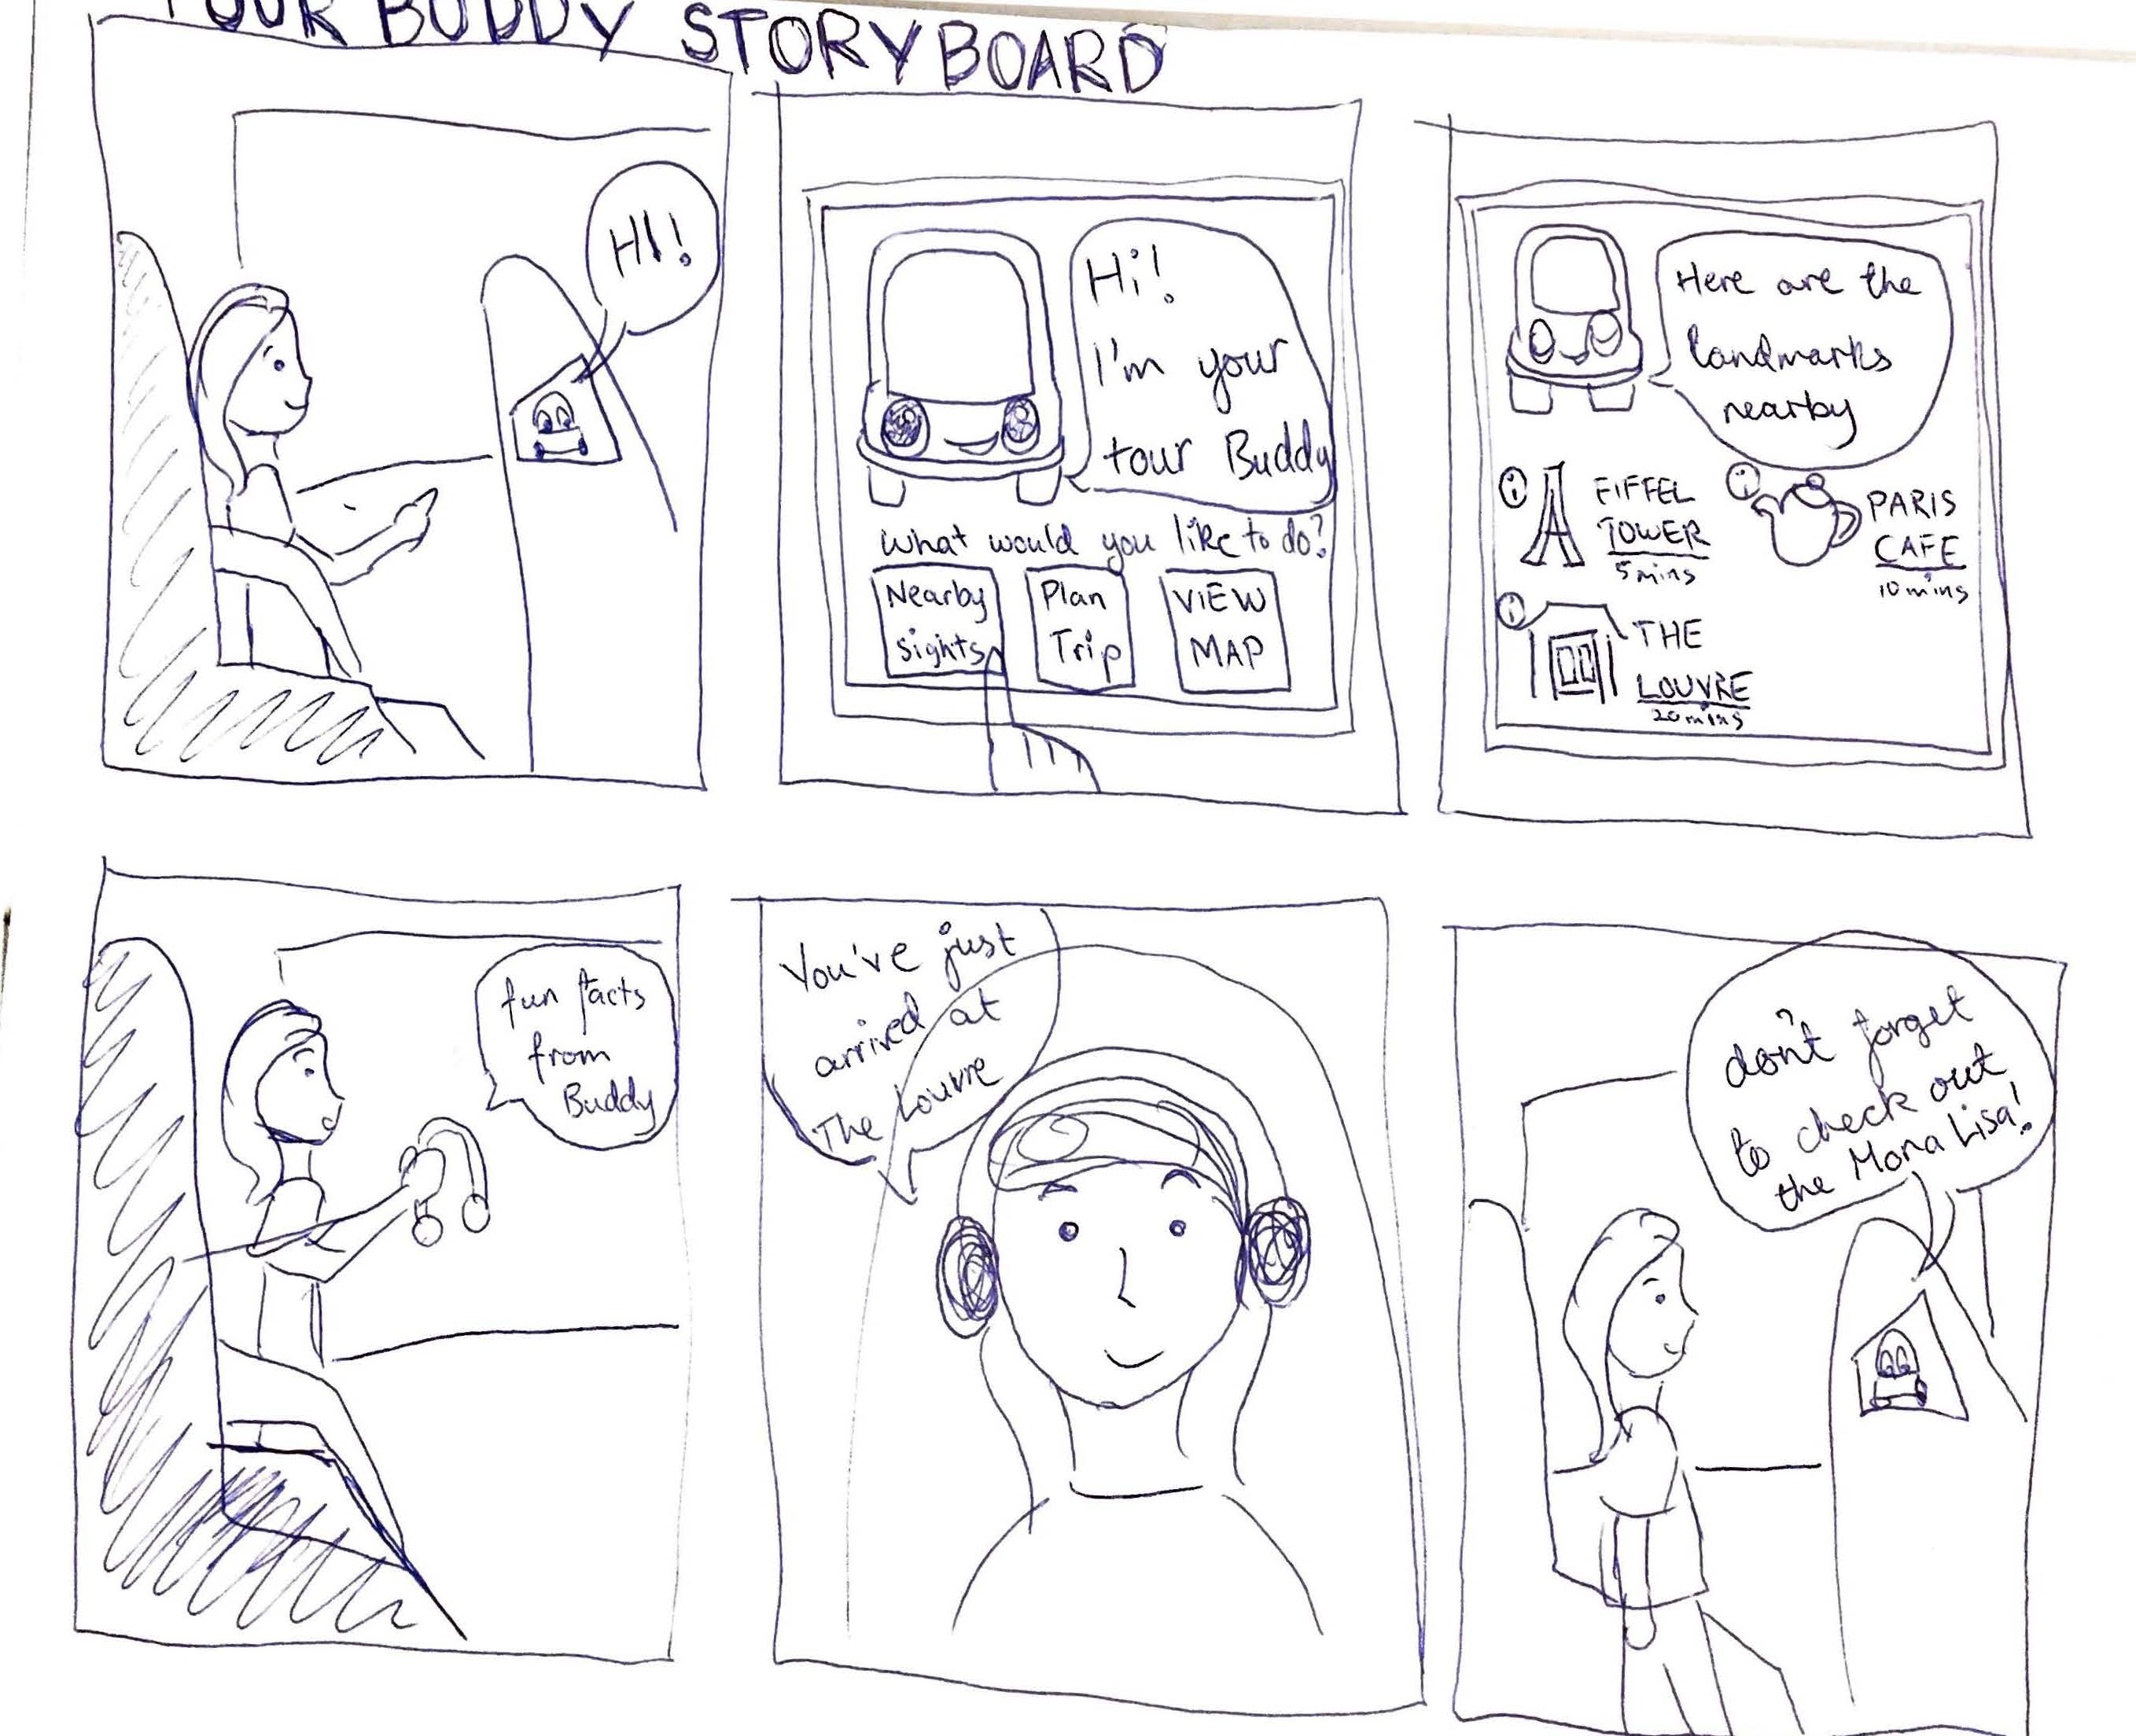 TOUR BUDDY STORYBOARD
HI!
Hi!
I'm your
tour Buddy
What would you like to do?
Nearby
Sights
Plan
Trip
VIEW
MAP
Here are the
landmarks
nearby
i
EIFFEL
TOWER
5 mins
i
PARIS
CAFE
10 mins
i
THE
LOUVRE
20 mins
fun facts
from
Buddy
You've just
arrived at
The Louvre
don't forget
to check out
the Mona Lisa!